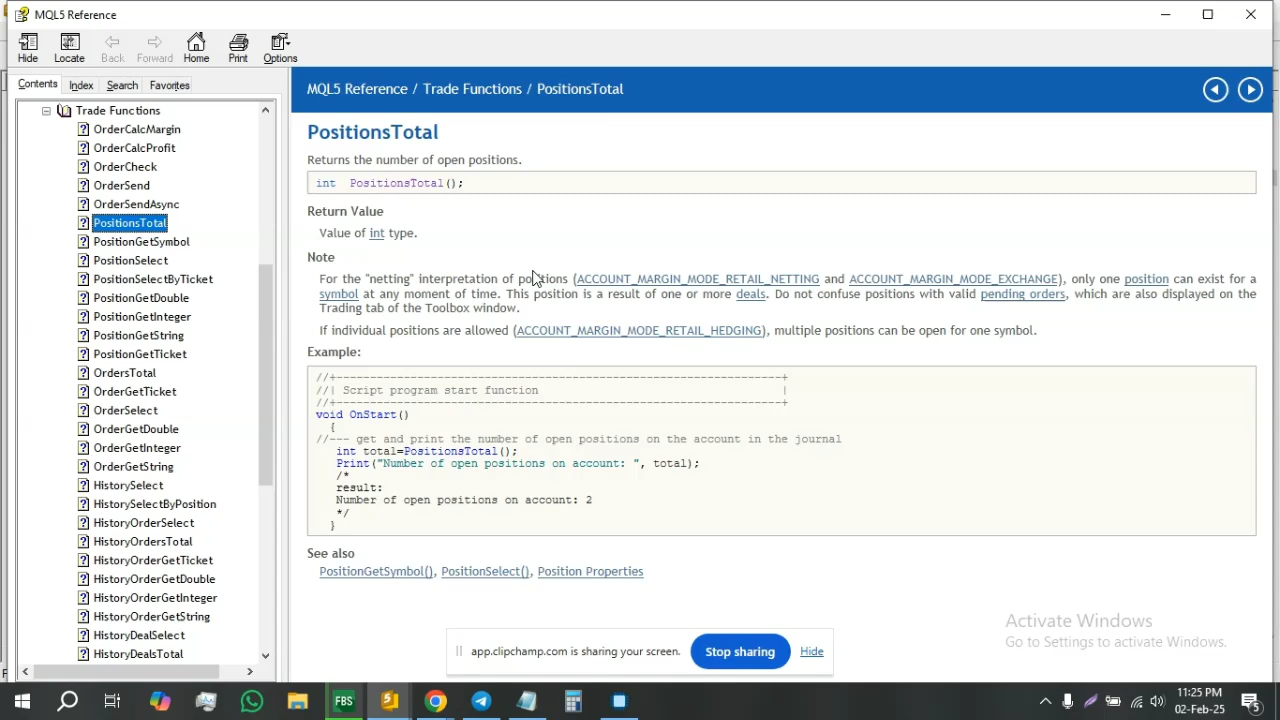 MQL5 Reference
Hide
Locate
Back
Forward
Home
Print
Options
Contents
Index
Search
Favorites
Trade Functions
OrderCalcMargin
OrderCalcProfit
OrderCheck
OrderSend
OrderSendAsync
PositionsTotal
PositionGetSymbol
PositionSelect
PositionSelectByTicket
PositionGetDouble
PositionGetInteger
PositionGetString
PositionGetTicket
OrdersTotal
OrderGetTicket
OrderSelect
OrderGetDouble
OrderGetInteger
OrderGetString
HistorySelect
HistorySelectByPosition
HistoryOrderSelect
HistoryOrdersTotal
HistoryOrderGetTicket
HistoryOrderGetDouble
HistoryOrderGetInteger
HistoryOrderGetString
HistoryDealSelect
HistoryDealsTotal
MQL5 Reference / Trade Functions / PositionsTotal
PositionsTotal
Returns the number of open positions.
int PositionsTotal();
Return Value
Value of int type.
Note
For the "netting" interpretation of positions (ACCOUNT_MARGIN_MODE_RETAIL_NETTING and ACCOUNT_MARGIN_MODE_EXCHANGE), only one position can exist for a
symbol at any moment of time. This position is a result of one or more deals. Do not confuse positions with valid pending orders, which are also displayed on the
Trading tab of the Toolbox window.
If individual positions are allowed (ACCOUNT_MARGIN_MODE_RETAIL_HEDGING), multiple positions can be open for one symbol.
Example:
//+------------------------------------------------------------------+
//| Script program start function                                    |
//+------------------------------------------------------------------+
void OnStart()
{
//--- get and print the number of open positions on the account in the journal
int total=PositionsTotal();
Print("Number of open positions on account: ", total);
/*
result:
Number of open positions on account: 2
*/
}
See also
PositionGetSymbol(), PositionSelect(), Position Properties
Activate Windows
Go to Settings to activate Windows.
app.clipchamp.com is sharing your screen.
Stop sharing
Hide
FBS
5
11:25 PM
02-Feb-25
5